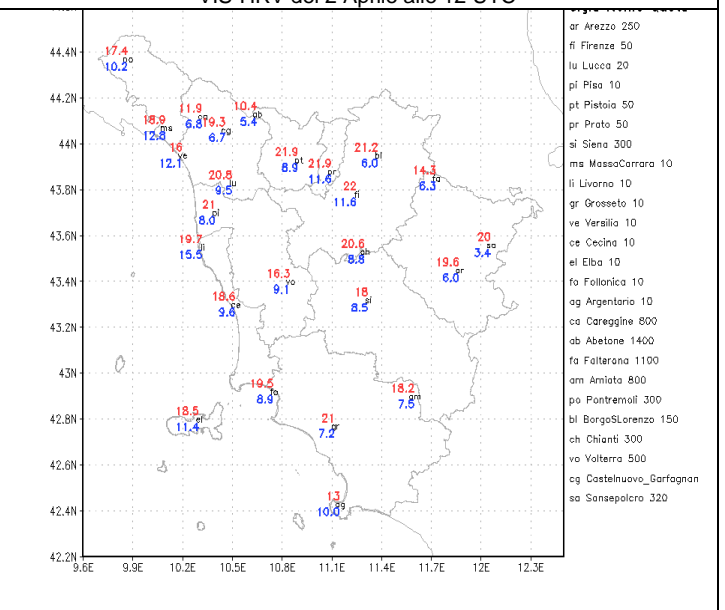 VIS HRV del 2 Aprile alle 12 UTC
ar Arezzo 250
fi Firenze 50
lu Lucca 20
pi Pisa 10
pt Pistoia 50
pr Prato 50
si Siena 300
ms MassaCarrara 10
li Livorno 10
gr Grosseto 10
ve Versilia 10
ce Cecina 10
el Elba 10
fo Follonica 10
ag Argentario 10
ca Careggine 800
ab Abetone 1400
fa Falterona 1100
am Amiata 800
po Pontremoli 300
bl BorgoSLorenzo 150
ch Chianti 300
vo Volterra 500
cg Castelnuovo_Garfagnan
sa Sansepolcro 320
44.4N
44.2N
44N
43.8N
43.6N
43.4N
43.2N
43N
42.8N
42.6N
42.4N
42.2N
9.6E 9.9E 10.2E 10.5E 10.8E 11.1E 11.4E 11.7E 12E 12.3E
17.4
po
10.2
11.9
ca
6.8
10.4
ab
5.4
18.9
ms
12.8
19.3
cg
6.7
16
ve
12.1
21.9
pt
8.9
21.9
pr
11.6
21.2
bl
6.0
14.3
fa
6.3
20.8
lu
9.5
22
fi
11.6
21
pi
8.0
19.7
li
15.5
20.6
ch
8.8
20
sa
3.4
19.6
ar
6.0
16.3
vo
9.1
18.6
ce
9.6
18
si
8.5
19.5
fo
8.9
18.2
am
7.5
18.5
el
11.4
21
gr
7.2
13
ag
10.0